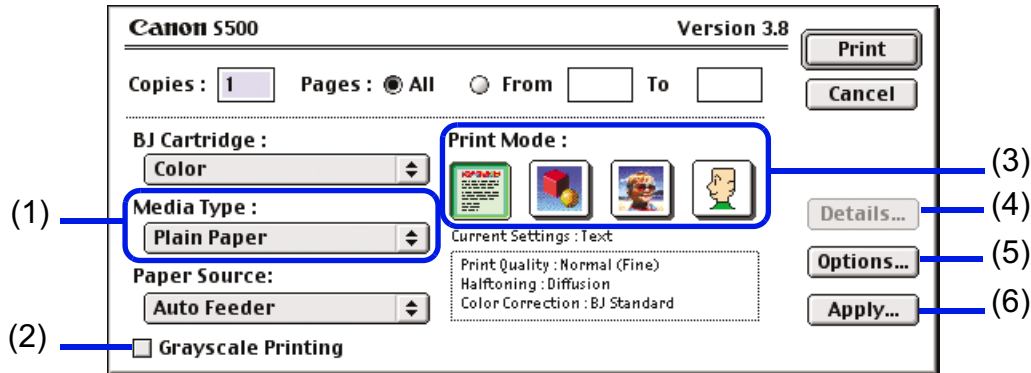 Canon S500 Version 3.8
Print
Copies : 1 Pages : All From To
Cancel
BJ Cartridge :
Color
Print Mode :
(3)
(1)
Media Type :
Plain Paper
Details...
(4)
Current Settings : Text
Print Quality : Normal (Fine)
Halftoning : Diffusion
Color Correction : BJ Standard
Options...
(5)
Paper Source:
Auto Feeder
Apply...
(6)
(2)
Grayscale Printing